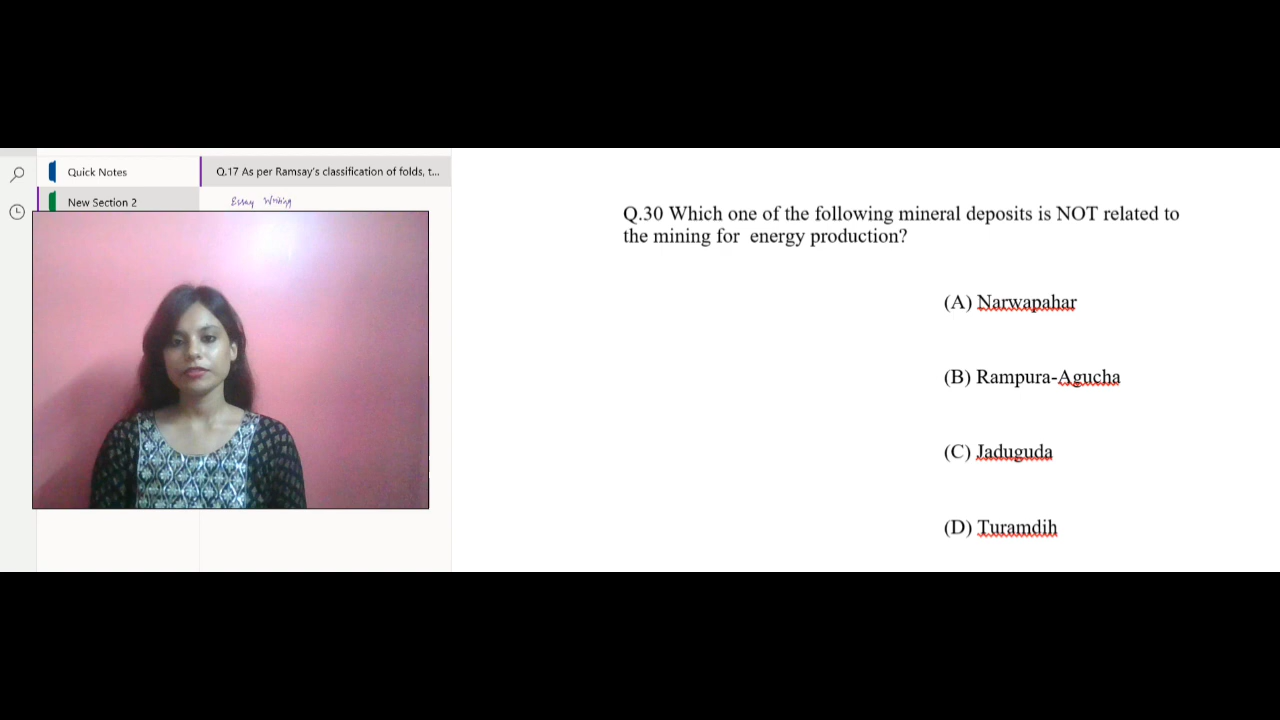 Quick Notes
Q.17 As per Ramsay's classification of folds, t...
New Section 2
Essay Writing
Q.30 Which one of the following mineral deposits is NOT related to
the mining for energy production?
(A) Narwapahar
(B) Rampura-Agucha
(C) Jaduguda
(D) Turamdih